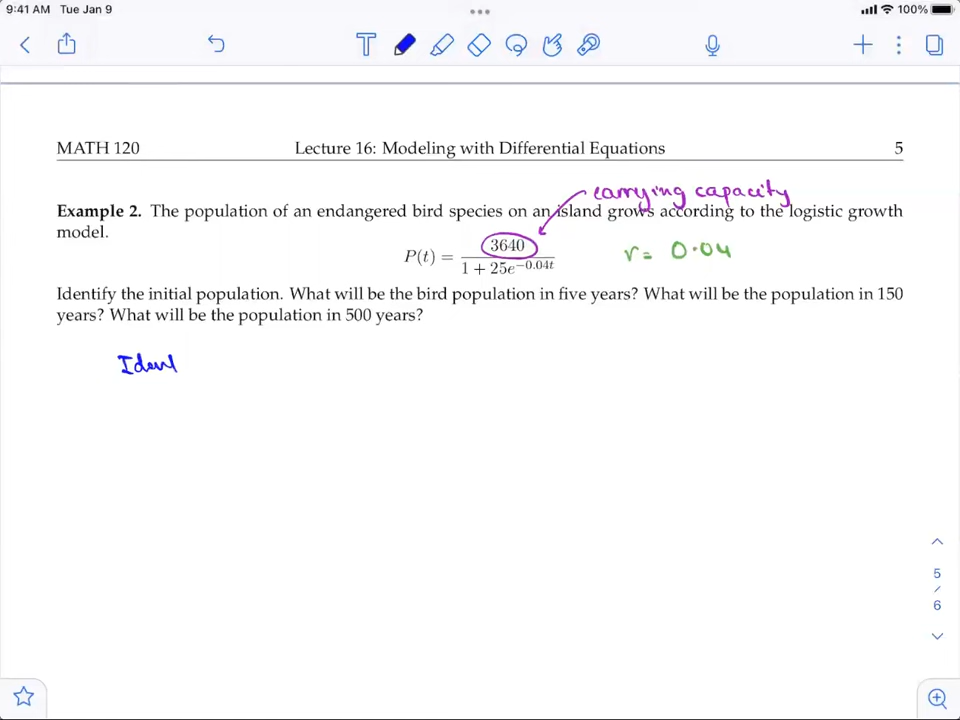 9:41 AM Tue Jan 9
100%
MATH 120 Lecture 16: Modeling with Differential Equations 5
carrying capacity
Example 2. The population of an endangered bird species on an island grows according to the logistic growth
model.
P(t) = 3640 / (1 + 25e^{-0.04t})
r = 0.04
Identify the initial population. What will be the bird population in five years? What will be the population in 150
years? What will be the population in 500 years?
Ident
5
/
6